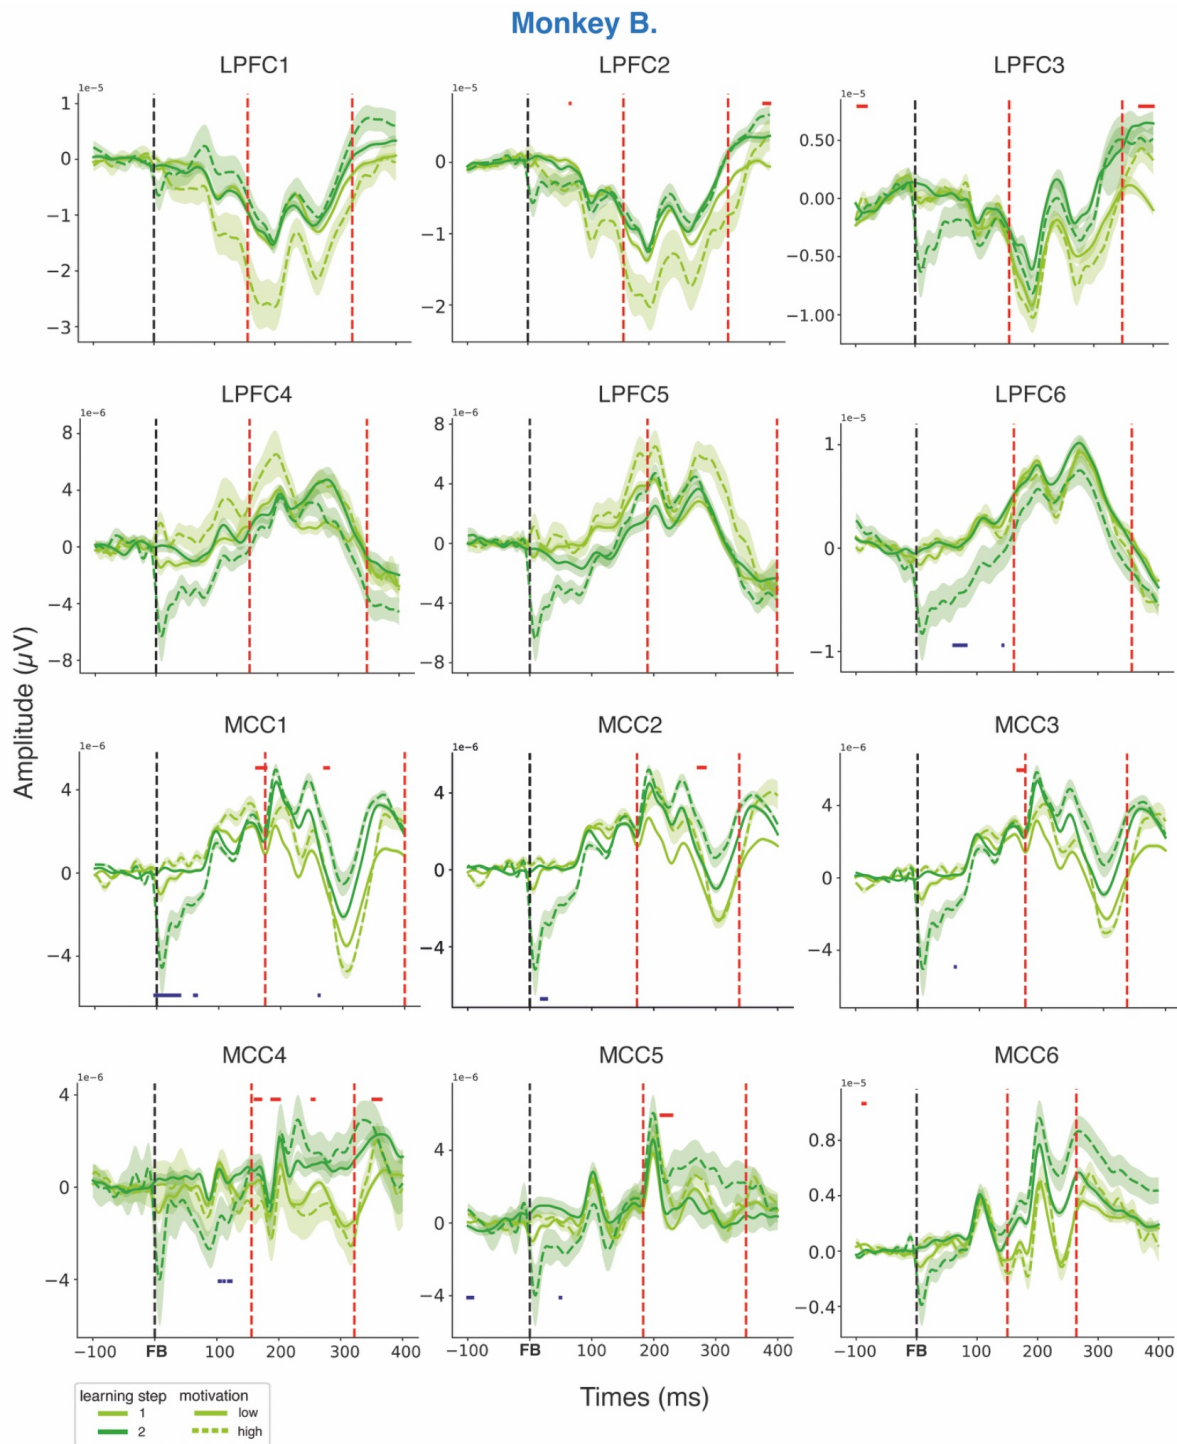 Monkey B.
LPFC1 LPFC2 LPFC3
1e−5 1e−5 1e−5
1 0 −1 −2 −3
0 −1 −2
0.50 0.00 −0.50 −1.00
LPFC4 LPFC5 LPFC6
1e−6 1e−6 1e−5
8 4 0 −4 −8
8 4 0 −4 −8
1 0 −1
Amplitude (μV)
MCC1 MCC2 MCC3
1e−6 1e−6 1e−6
4 0 −4
4 0 −4
4 0 −4
MCC4 MCC5 MCC6
1e−6 1e−6 1e−5
4 0 −4
4 0 −4
0.8 0.4 0.0 −0.4
−100 FB 100 200 300 400 −100 FB 100 200 300 400 −100 FB 100 200 300 400
Times (ms)
learning step motivation
1 low
2 high